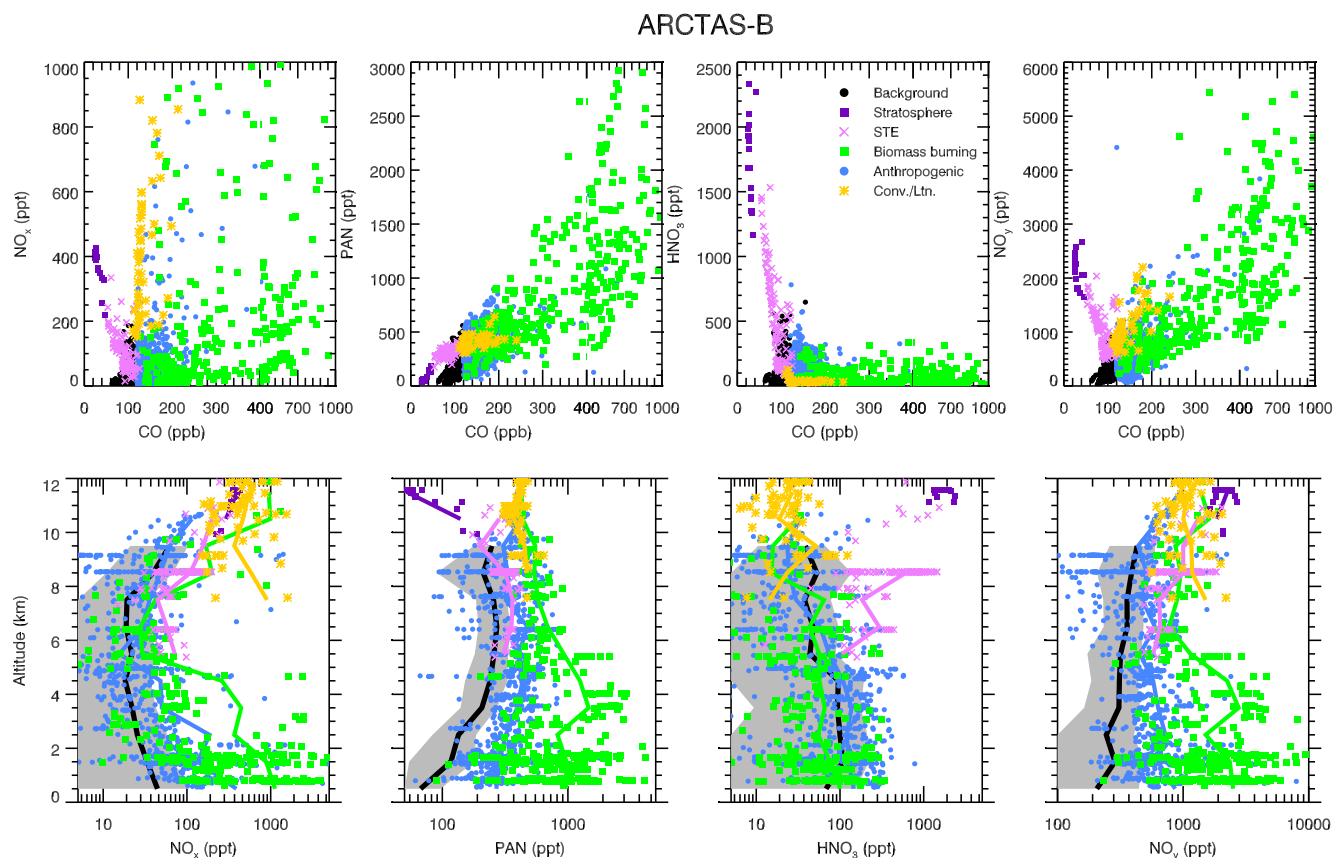 ARCTAS-B
1000
800
600
400
200
0
NOx (ppt)
0 100 200 300 400 700 1000
CO (ppb)
3000
2500
2000
1500
1000
500
0
PAN (ppt)
0 100 200 300 400 700 1000
CO (ppb)
2500
2000
1500
1000
500
0
HNO3 (ppt)
Background
Stratosphere
STE
Biomass burning
Anthropogenic
Conv./Ltn.
0 100 200 300 400 700 1000
CO (ppb)
6000
5000
4000
3000
2000
1000
0
NOy (ppt)
0 100 200 300 400 700 1000
CO (ppb)
12
10
8
6
4
2
0
Altitude (km)
10 100 1000
NOx (ppt)
100 1000
PAN (ppt)
10 100 1000
HNO3 (ppt)
100 1000 10000
NOy (ppt)